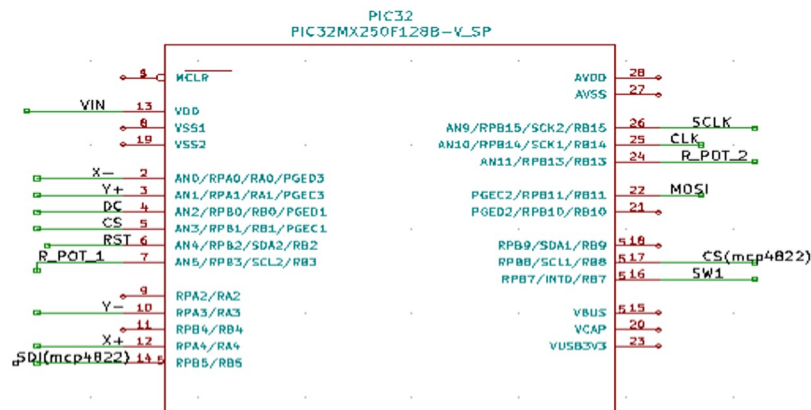 PIC32
PIC32MX250F128B-V_SP
MCLR
VIN 13 VDD
8 VSS1
19 VSS2
X- 2 AN0/RPA0/RA0/PGED3
Y+ 3 AN1/RPA1/RA1/PGEC3
DC 4 AN2/RPB0/RB0/PGED1
CS 5 AN3/RPB1/RB1/PGEC1
RST 6 AN4/RPB2/SDA2/RB2
R_POT_1 7 AN5/RPB3/SCL2/RB3
9 RPA2/RA2
Y- 10 RPA3/RA3
11 RPB4/RB4
X+ 12 RPA4/RA4
SDI(mcp4822) 14 RPB5/RB5
AVDD 28
AVSS 27
AN9/RPB15/SCK2/RB15 26 SCLK
AN10/RPB14/SCK1/RB14 25 CLK
AN11/RPB13/RB13 24 R_POT_2
PGEC2/RPB11/RB11 22 MOSI
PGED2/RPB10/RB10 21
RPB9/SDA1/RB9 18
RPB8/SCL1/RB8 17 CS(mcp4822)
RPB7/INT0/RB7 16 SW1
VBUS 15
VCAP 20
VUSB3V3 23